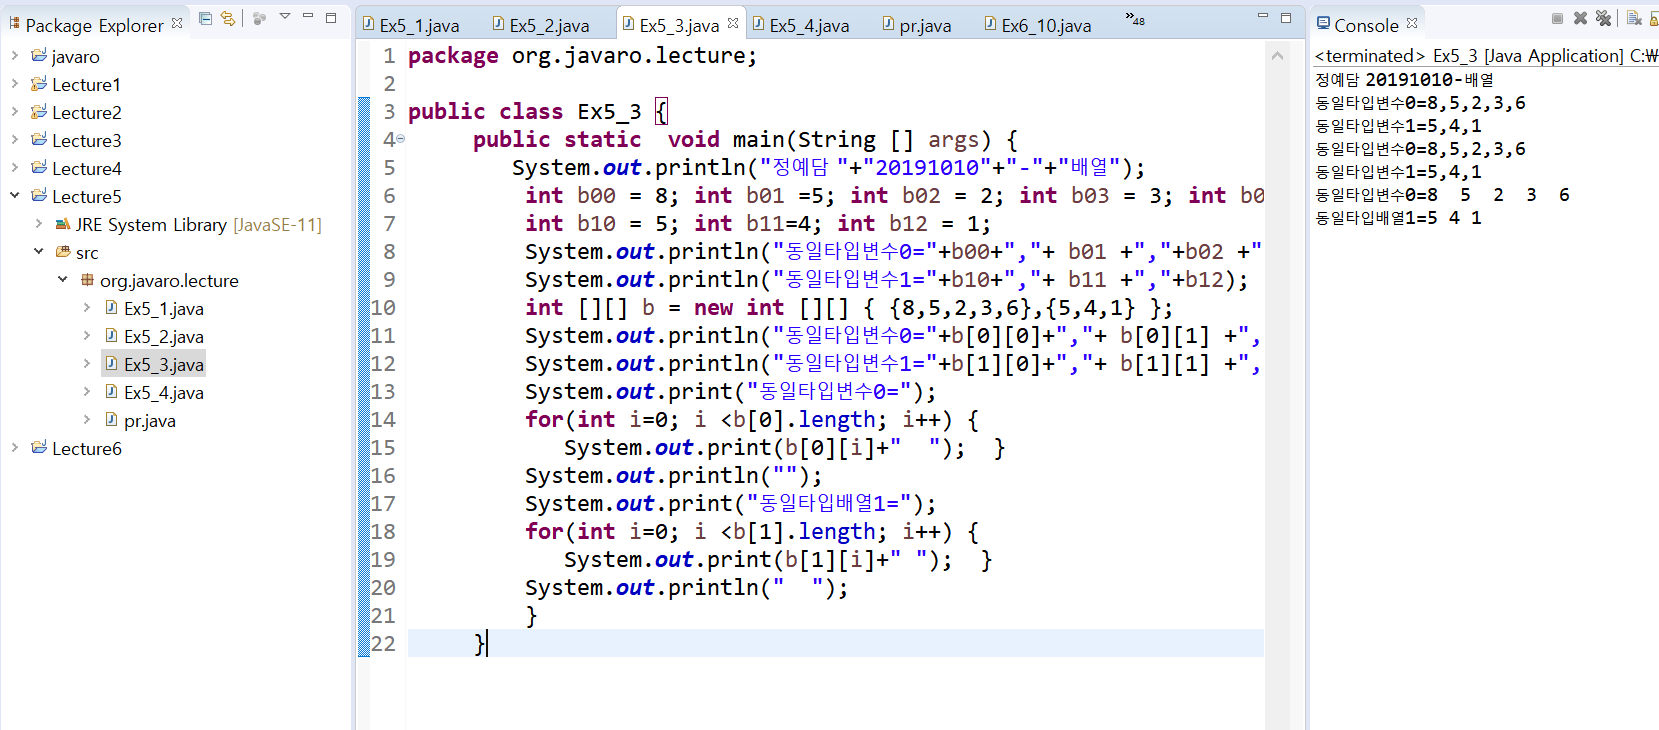 Package Explorer
javaro
Lecture1
Lecture2
Lecture3
Lecture4
Lecture5
JRE System Library [JavaSE-11]
src
org.javaro.lecture
Ex5_1.java
Ex5_2.java
Ex5_3.java
Ex5_4.java
pr.java
Lecture6
Ex5_1.java Ex5_2.java Ex5_3.java Ex5_4.java pr.java Ex6_10.java »48
1 package org.javaro.lecture;
2
3 public class Ex5_3 {
4 public static  void main(String [] args) {
5 System.out.println("정예담 "+"20191010"+"-"+"배열");
6 int b00 = 8; int b01 =5; int b02 = 2; int b03 = 3; int b0
7 int b10 = 5; int b11=4; int b12 = 1;
8 System.out.println("동일타입변수0="+b00+","+ b01 +","+b02 +"
9 System.out.println("동일타입변수1="+b10+","+ b11 +","+b12);
10 int [][] b = new int [][] { {8,5,2,3,6},{5,4,1} };
11 System.out.println("동일타입변수0="+b[0][0]+","+ b[0][1] +",
12 System.out.println("동일타입변수1="+b[1][0]+","+ b[1][1] +",
13 System.out.print("동일타입변수0=");
14 for(int i=0; i <b[0].length; i++) {
15 System.out.print(b[0][i]+"  ");  }
16 System.out.println("");
17 System.out.print("동일타입배열1=");
18 for(int i=0; i <b[1].length; i++) {
19 System.out.print(b[1][i]+" ");  }
20 System.out.println("  ");
21 }
22 }
Console
<terminated> Ex5_3 [Java Application] C:₩
정예담 20191010-배열
동일타입변수0=8,5,2,3,6
동일타입변수1=5,4,1
동일타입변수0=8,5,2,3,6
동일타입변수1=5,4,1
동일타입변수0=8  5  2  3  6
동일타입배열1=5 4 1